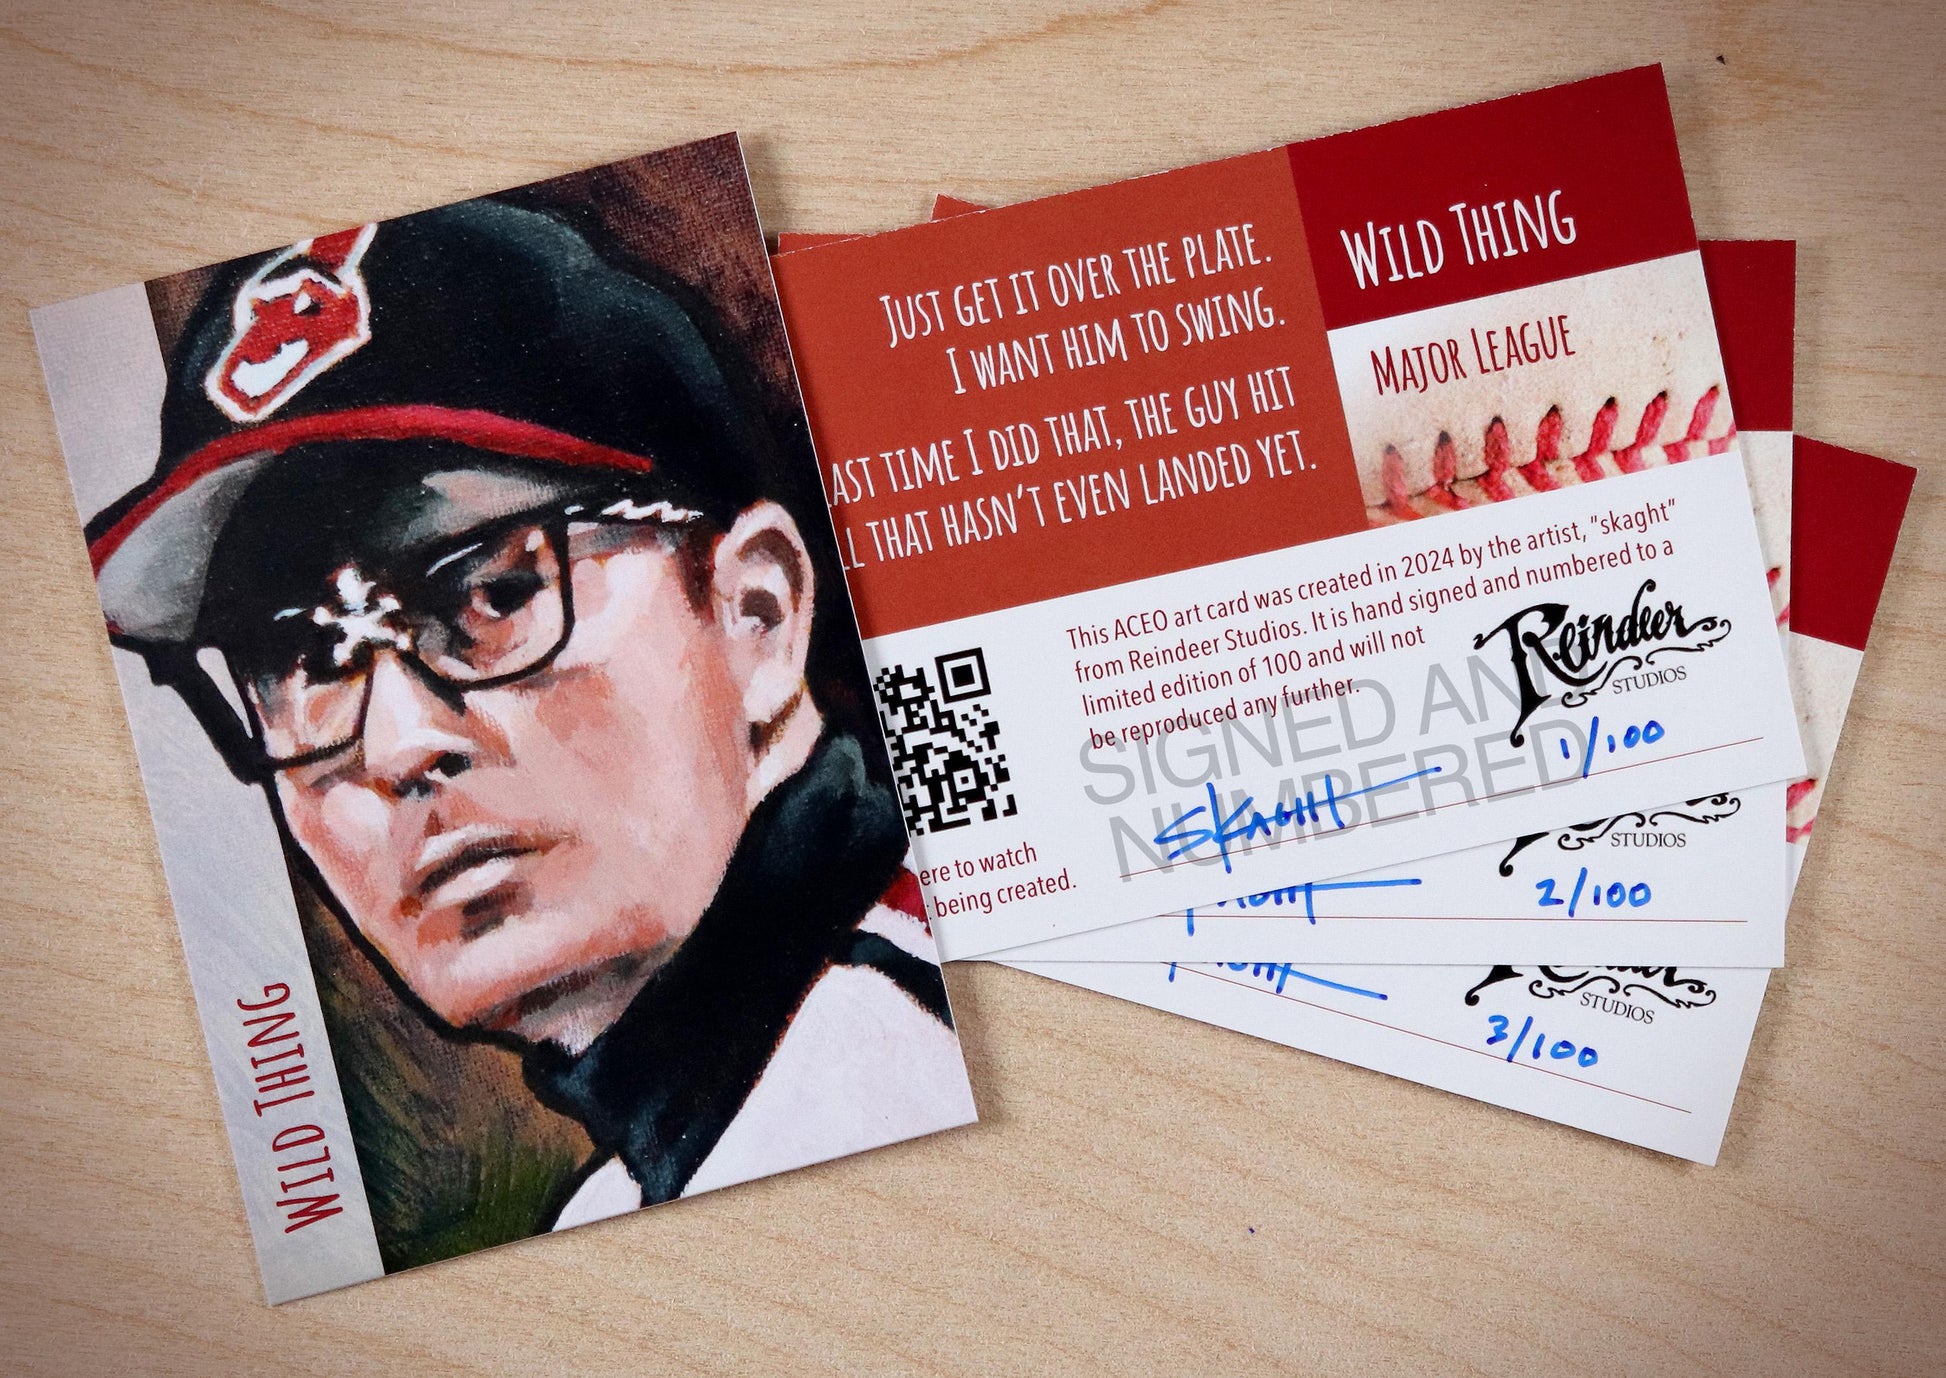 WILD THING
JUST GET IT OVER THE PLATE.
I WANT HIM TO SWING.
AST TIME I DID THAT, THE GUY HIT
LL THAT HASN'T EVEN LANDED YET.
WILD THING
MAJOR LEAGUE
This ACEO art card was created in 2024 by the artist, "skaght"
from Reindeer Studios. It is hand signed and numbered to a
limited edition of 100 and will not
be reproduced any further.
Reindeer
STUDIOS
SIGNED AND
NUMBERED
SKAGHT
1/100
ere to watch
being created.
STUDIOS
2/100
STUDIOS
3/100